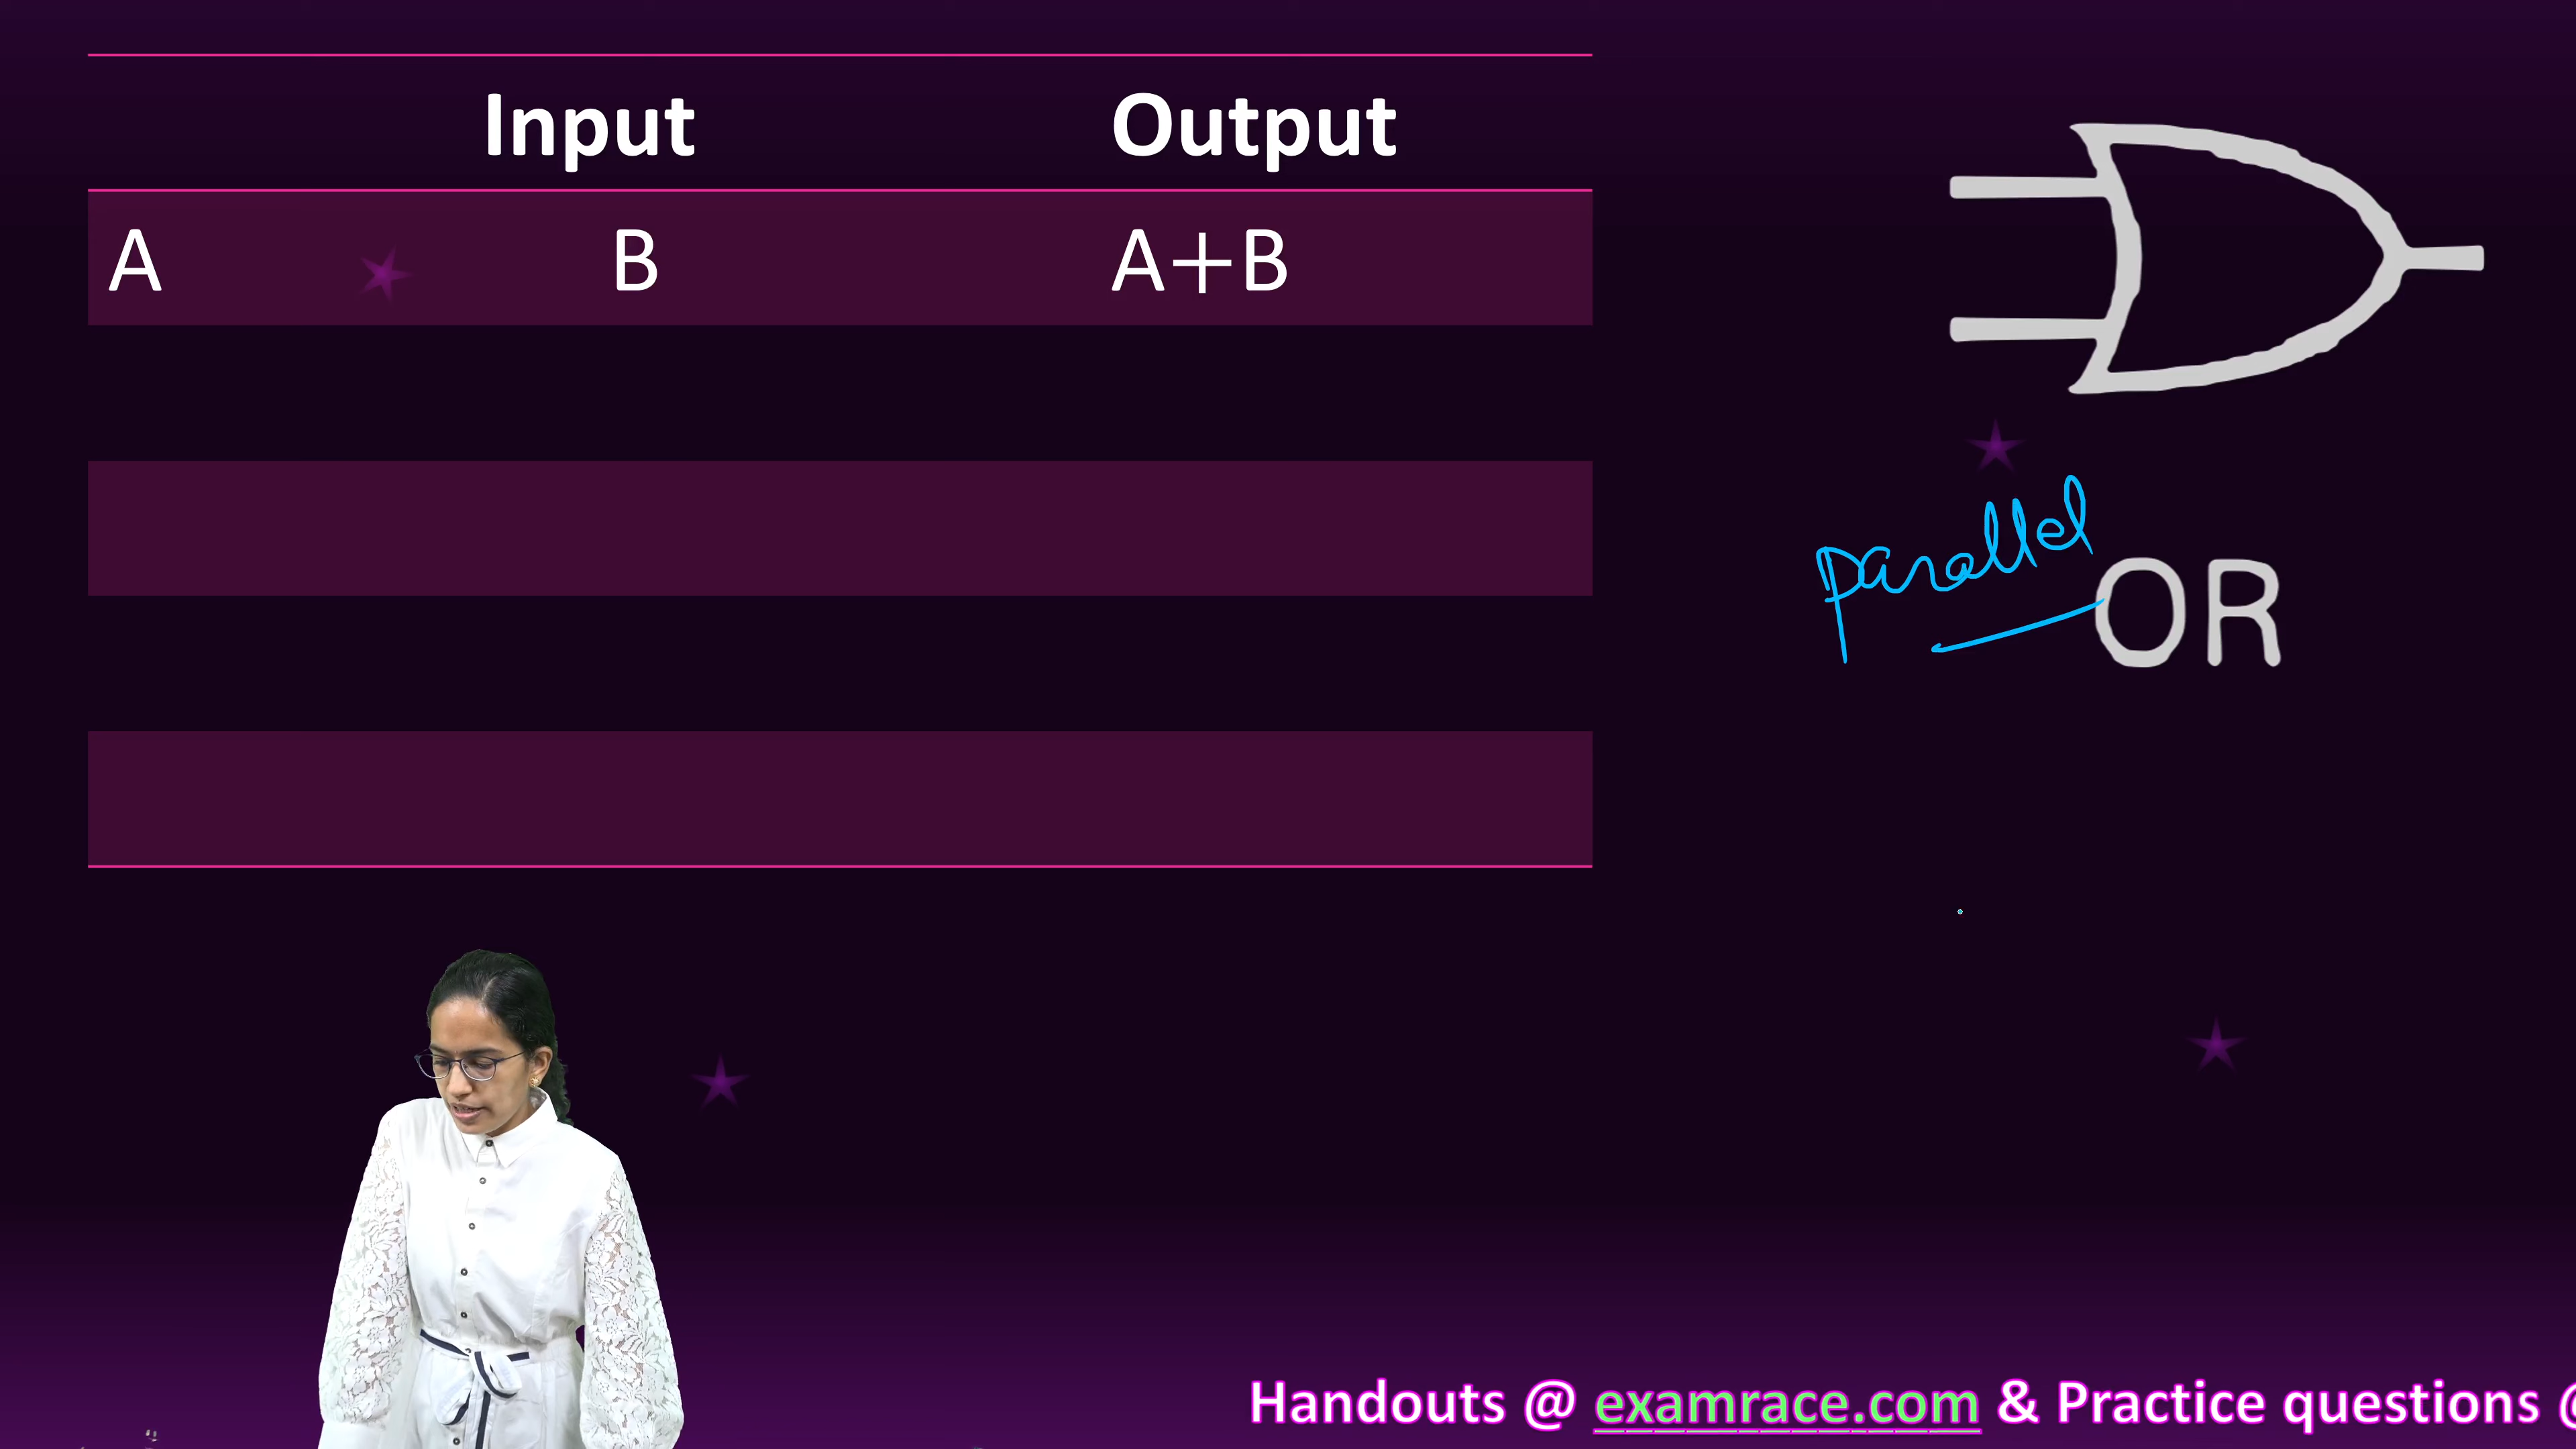 Input Output
A B A+B
parallel
OR
Handouts @ examrace.com & Practice questions @